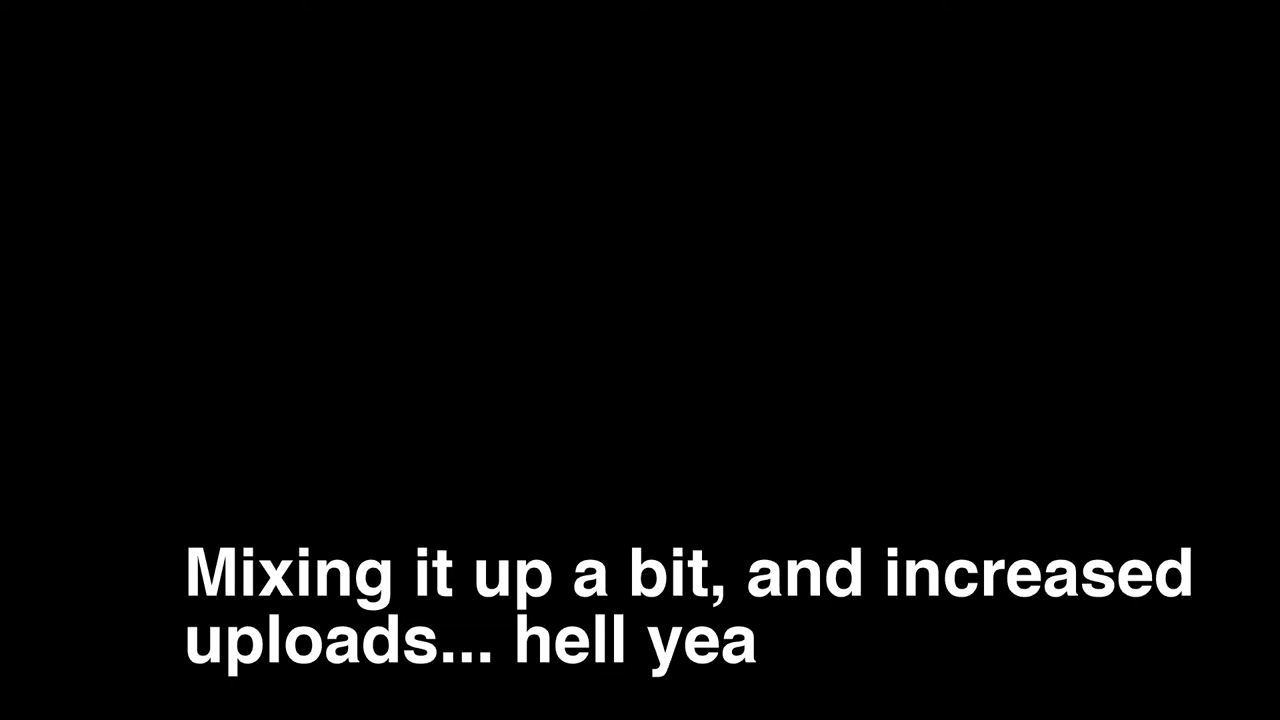 Mixing it up a bit, and increased
uploads... hell yea